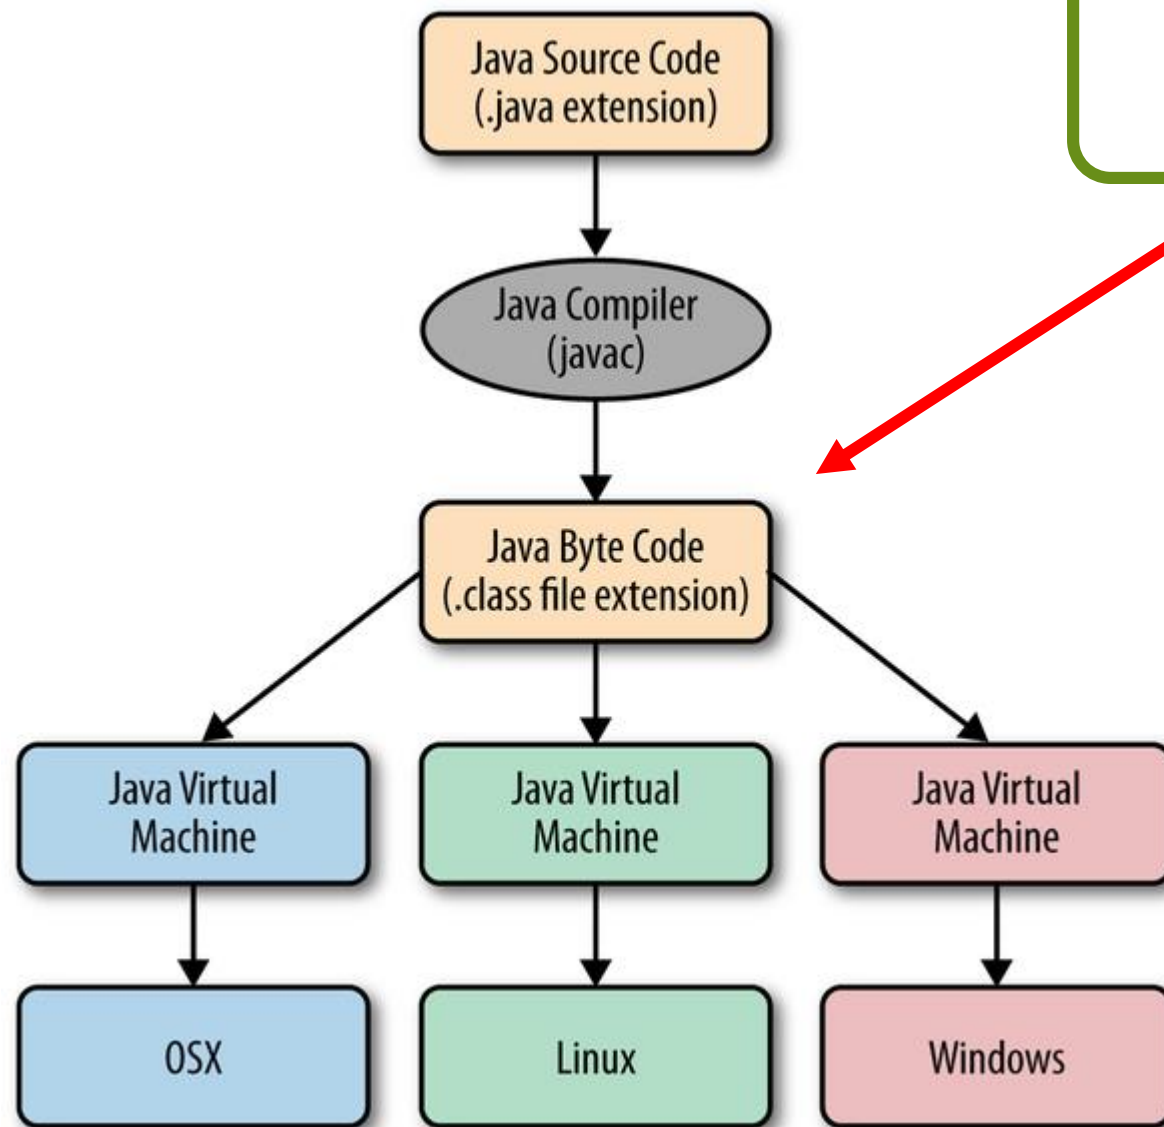 Java Source Code
(.java extension)
Java Compiler
(javac)
Java Byte Code
(.class file extension)
Java Virtual
Machine
Java Virtual
Machine
Java Virtual
Machine
OSX
Linux
Windows